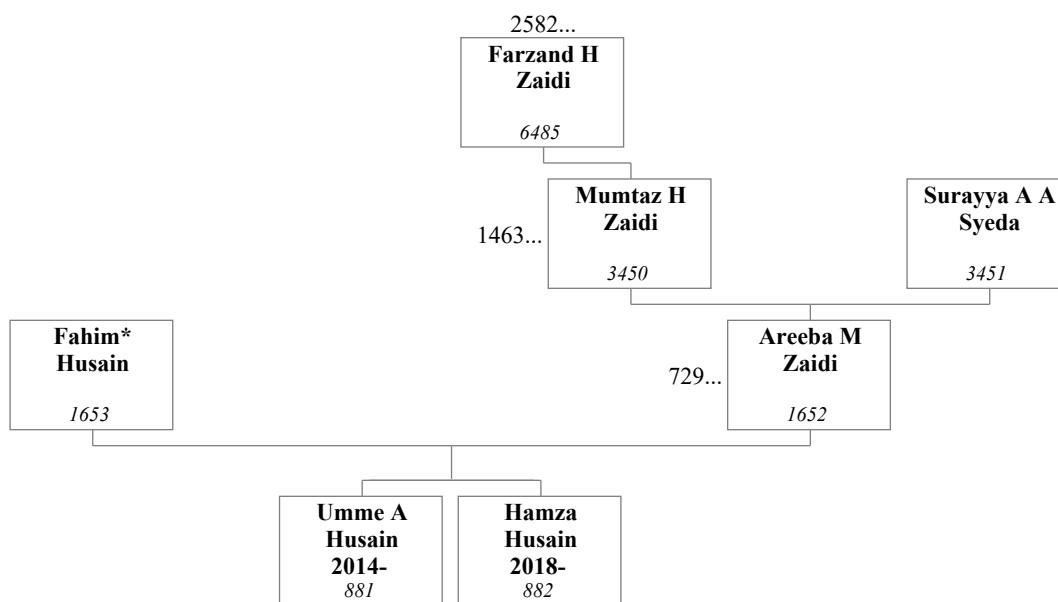 2582...
Farzand H
Zaidi
6485
Mumtaz H
Zaidi
3450
1463...
Surayya A A
Syeda
3451
Fahim*
Husain
1653
Areeba M
Zaidi
1652
729...
Umme A
Husain
2014-
881
Hamza
Husain
2018-
882